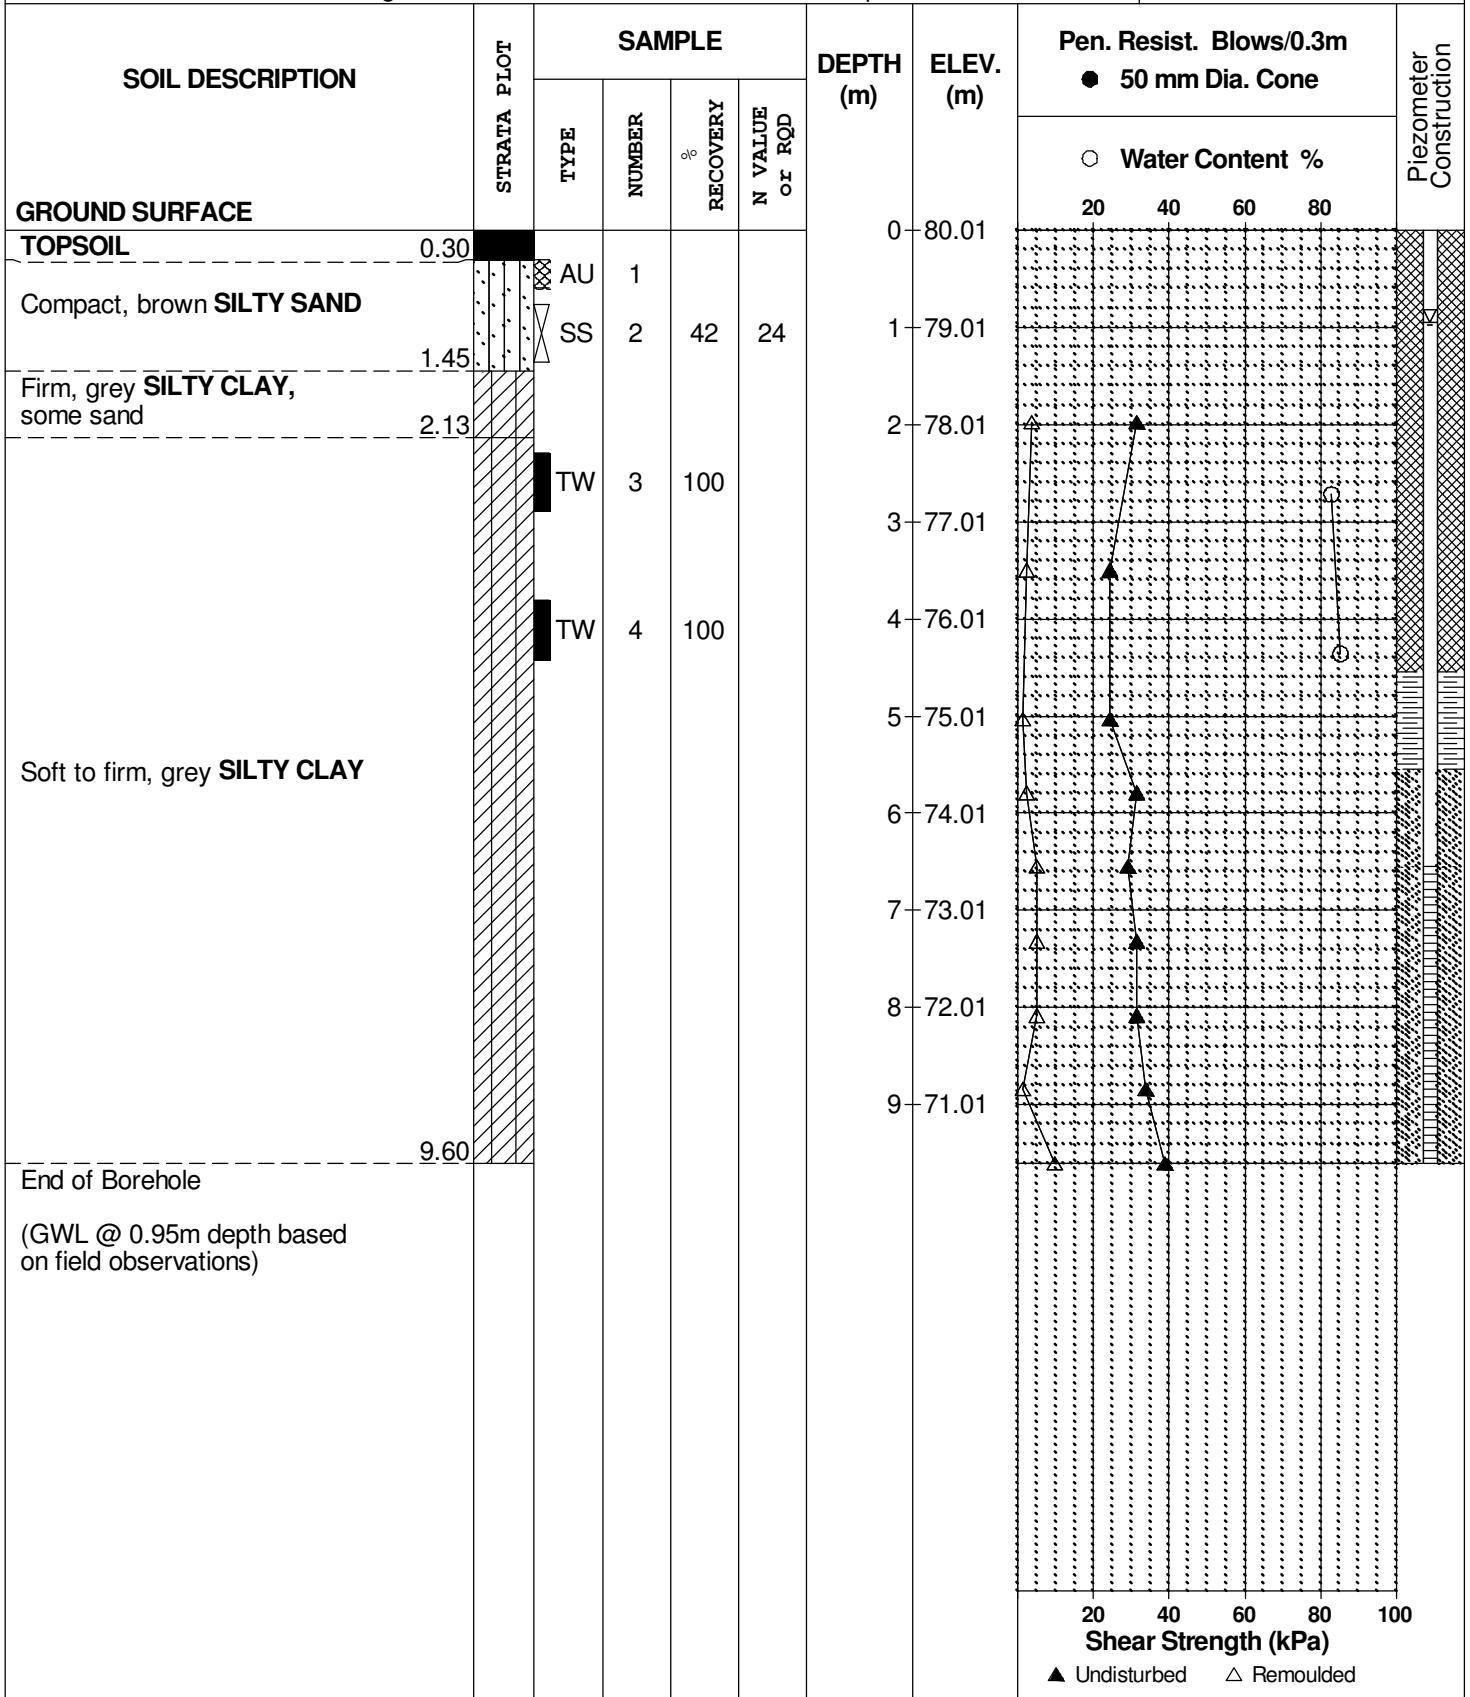 SOIL DESCRIPTION
GROUND SURFACE
STRATA PLOT
SAMPLE
TYPE
NUMBER
%
RECOVERY
N VALUE
or RQD
DEPTH
(m)
ELEV.
(m)
Pen. Resist. Blows/0.3m
● 50 mm Dia. Cone
○ Water Content %
20 40 60 80
Piezometer
Construction
TOPSOIL 0.30
Compact, brown SILTY SAND
1.45
Firm, grey SILTY CLAY,
some sand
2.13
Soft to firm, grey SILTY CLAY
9.60
End of Borehole
(GWL @ 0.95m depth based
on field observations)
AU 1
SS 2 42 24
TW 3 100
TW 4 100
0 80.01
1 79.01
2 78.01
3 77.01
4 76.01
5 75.01
6 74.01
7 73.01
8 72.01
9 71.01
20 40 60 80 100
Shear Strength (kPa)
▲ Undisturbed △ Remoulded